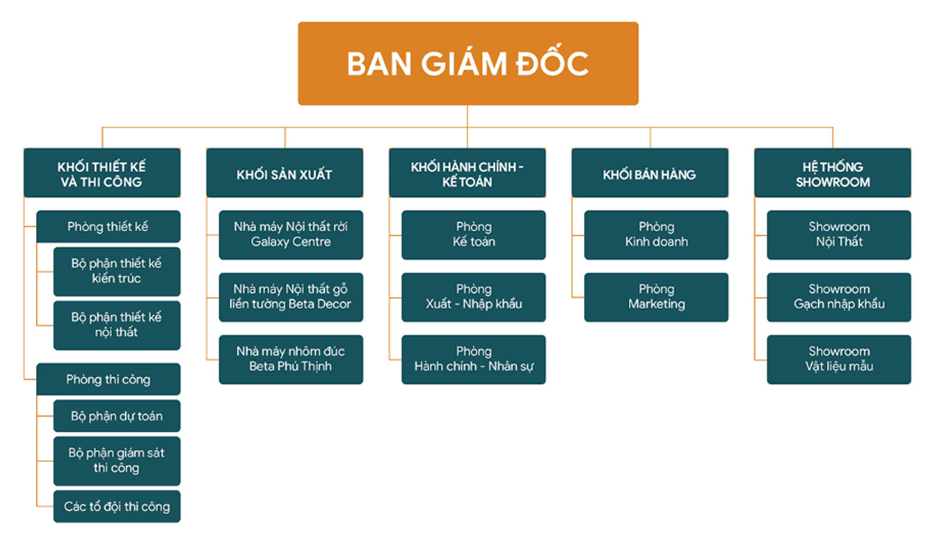 BAN GIÁM ĐỐC
KHỐI THIẾT KẾ
VÀ THI CÔNG
Phòng thiết kế
Bộ phận thiết kế
kiến trúc
Bộ phận thiết kế
nội thất
Phòng thi công
Bộ phận dự toán
Bộ phận giám sát
thi công
Các tổ đội thi công
KHỐI SẢN XUẤT
Nhà máy Nội thất rời
Galaxy Centre
Nhà máy Nội thất gỗ
liền tường Beta Decor
Nhà máy nhôm đúc
Beta Phú Thịnh
KHỐI HÀNH CHÍNH -
KẾ TOÁN
Phòng
Kế toán
Phòng
Xuất - Nhập khẩu
Phòng
Hành chính - Nhân sự
KHỐI BÁN HÀNG
Phòng
Kinh doanh
Phòng
Marketing
HỆ THỐNG
SHOWROOM
Showroom
Nội Thất
Showroom
Gạch nhập khẩu
Showroom
Vật liệu mẫu